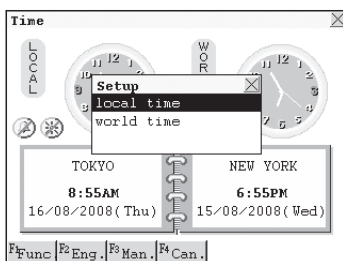 Time
LOCAL
WOR
Setup
local time
world time
TOKYO
8:55AM
16/08/2008(Thu)
NEW YORK
6:55PM
15/08/2008(Wed)
F1Func F2Eng. F3Man. F4Can.